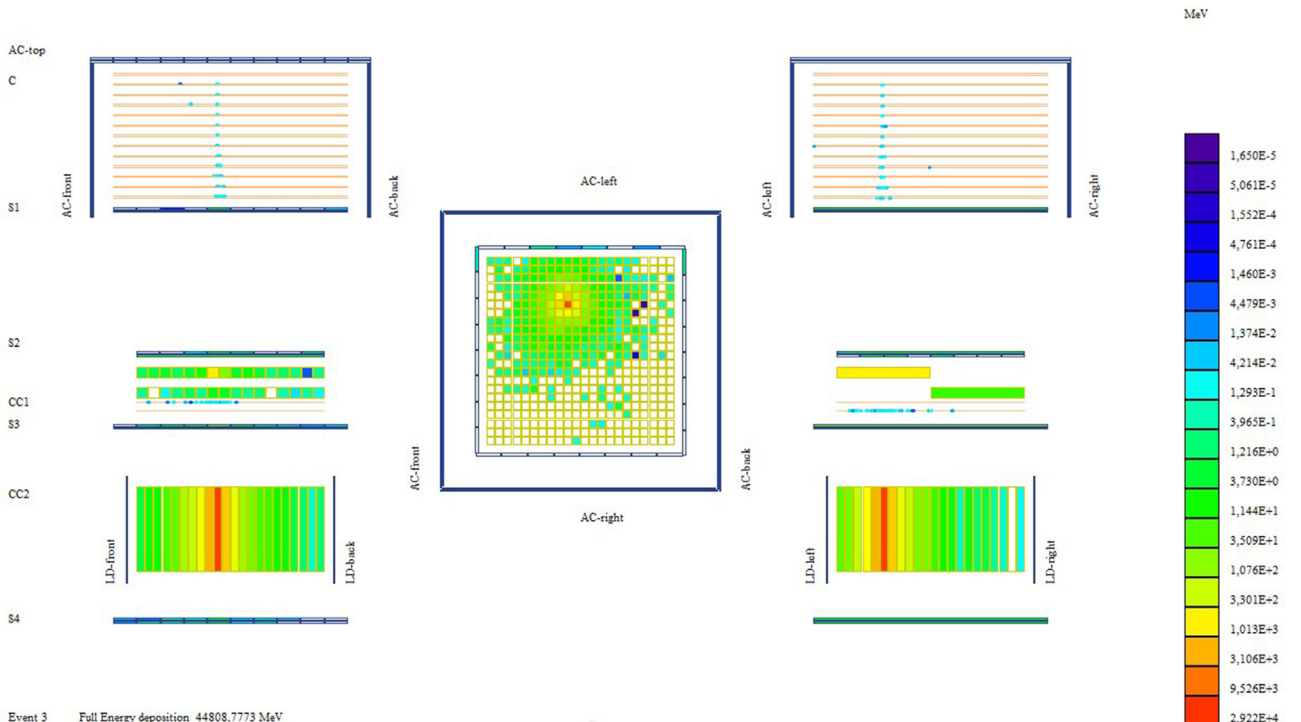 MeV
AC-top
C
AC-front
AC-back
S1
AC-left
AC-left
AC-right
S2
CC1
S3
AC-front
AC-back
AC-right
CC2
LD-front
LD-back
LD-left
LD-right
S4
1,650E-5
5,061E-5
1,552E-4
4,761E-4
1,460E-3
4,479E-3
1,374E-2
4,214E-2
1,293E-1
3,965E-1
1,216E+0
3,730E+0
1,144E+1
3,509E+1
1,076E+2
3,301E+2
1,013E+3
3,106E+3
9,526E+3
2,922E+4
Event 3 Full Energy deposition 44808,7773 MeV